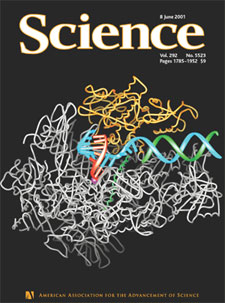 8 June 2001
Science
Vol. 292 No. 5523
Pages 1785–1952 $9
AMERICAN ASSOCIATION FOR THE ADVANCEMENT OF SCIENCE